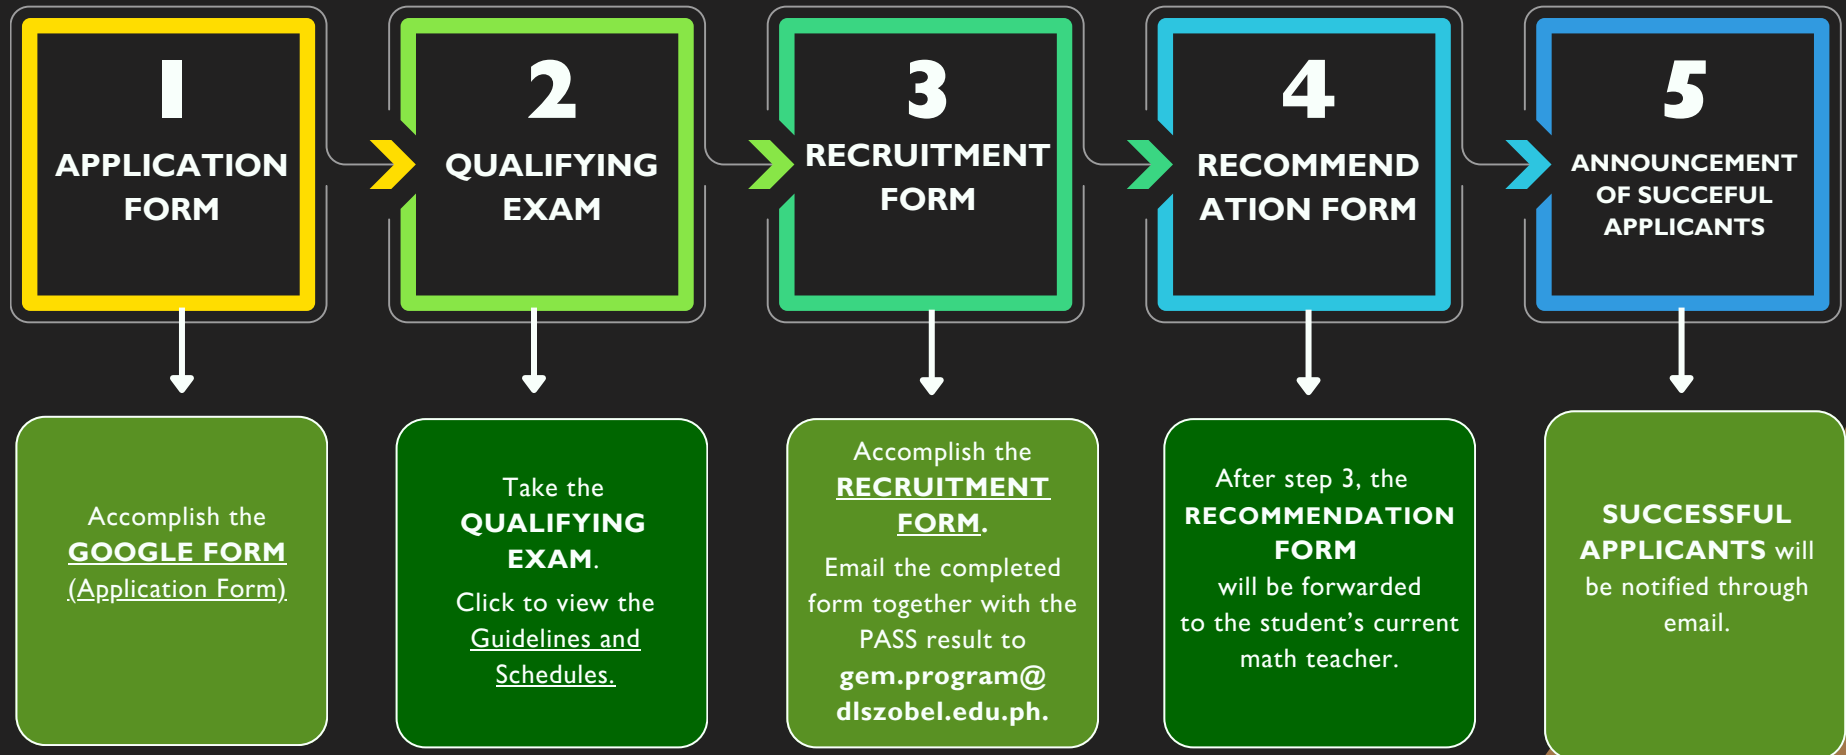 1
APPLICATION
FORM
2
QUALIFYING
EXAM
3
RECRUITMENT
FORM
4
RECOMMEND
ATION FORM
5
ANNOUNCEMENT
OF SUCCEFUL
APPLICANTS
Accomplish the
GOOGLE FORM
(Application Form)
Take the
QUALIFYING
EXAM.
Click to view the
Guidelines and
Schedules.
Accomplish the
RECRUITMENT
FORM.
Email the completed
form together with the
PASS result to
gem.program@
dlszobel.edu.ph.
After step 3, the
RECOMMENDATION
FORM
will be forwarded
to the student’s current
math teacher.
SUCCESSFUL
APPLICANTS will
be notified through
email.